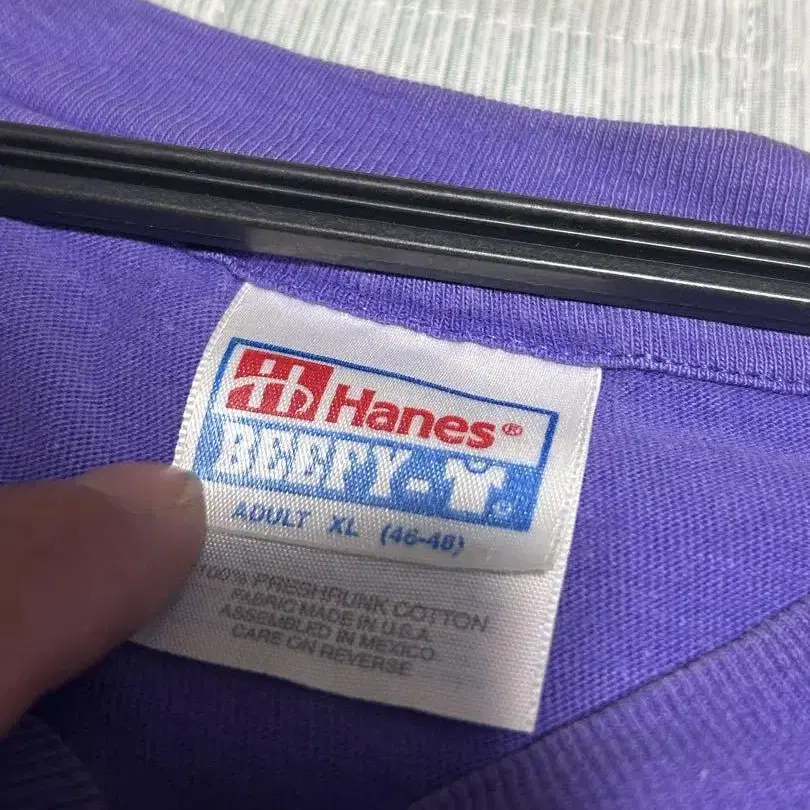 Hanes®
BEEFY-
ADULT XL (46-48)
100% PRESHRUNK COTTON
FABRIC MADE IN U.S.A.
ASSEMBLED IN MEXICO
CARE ON REVERSE